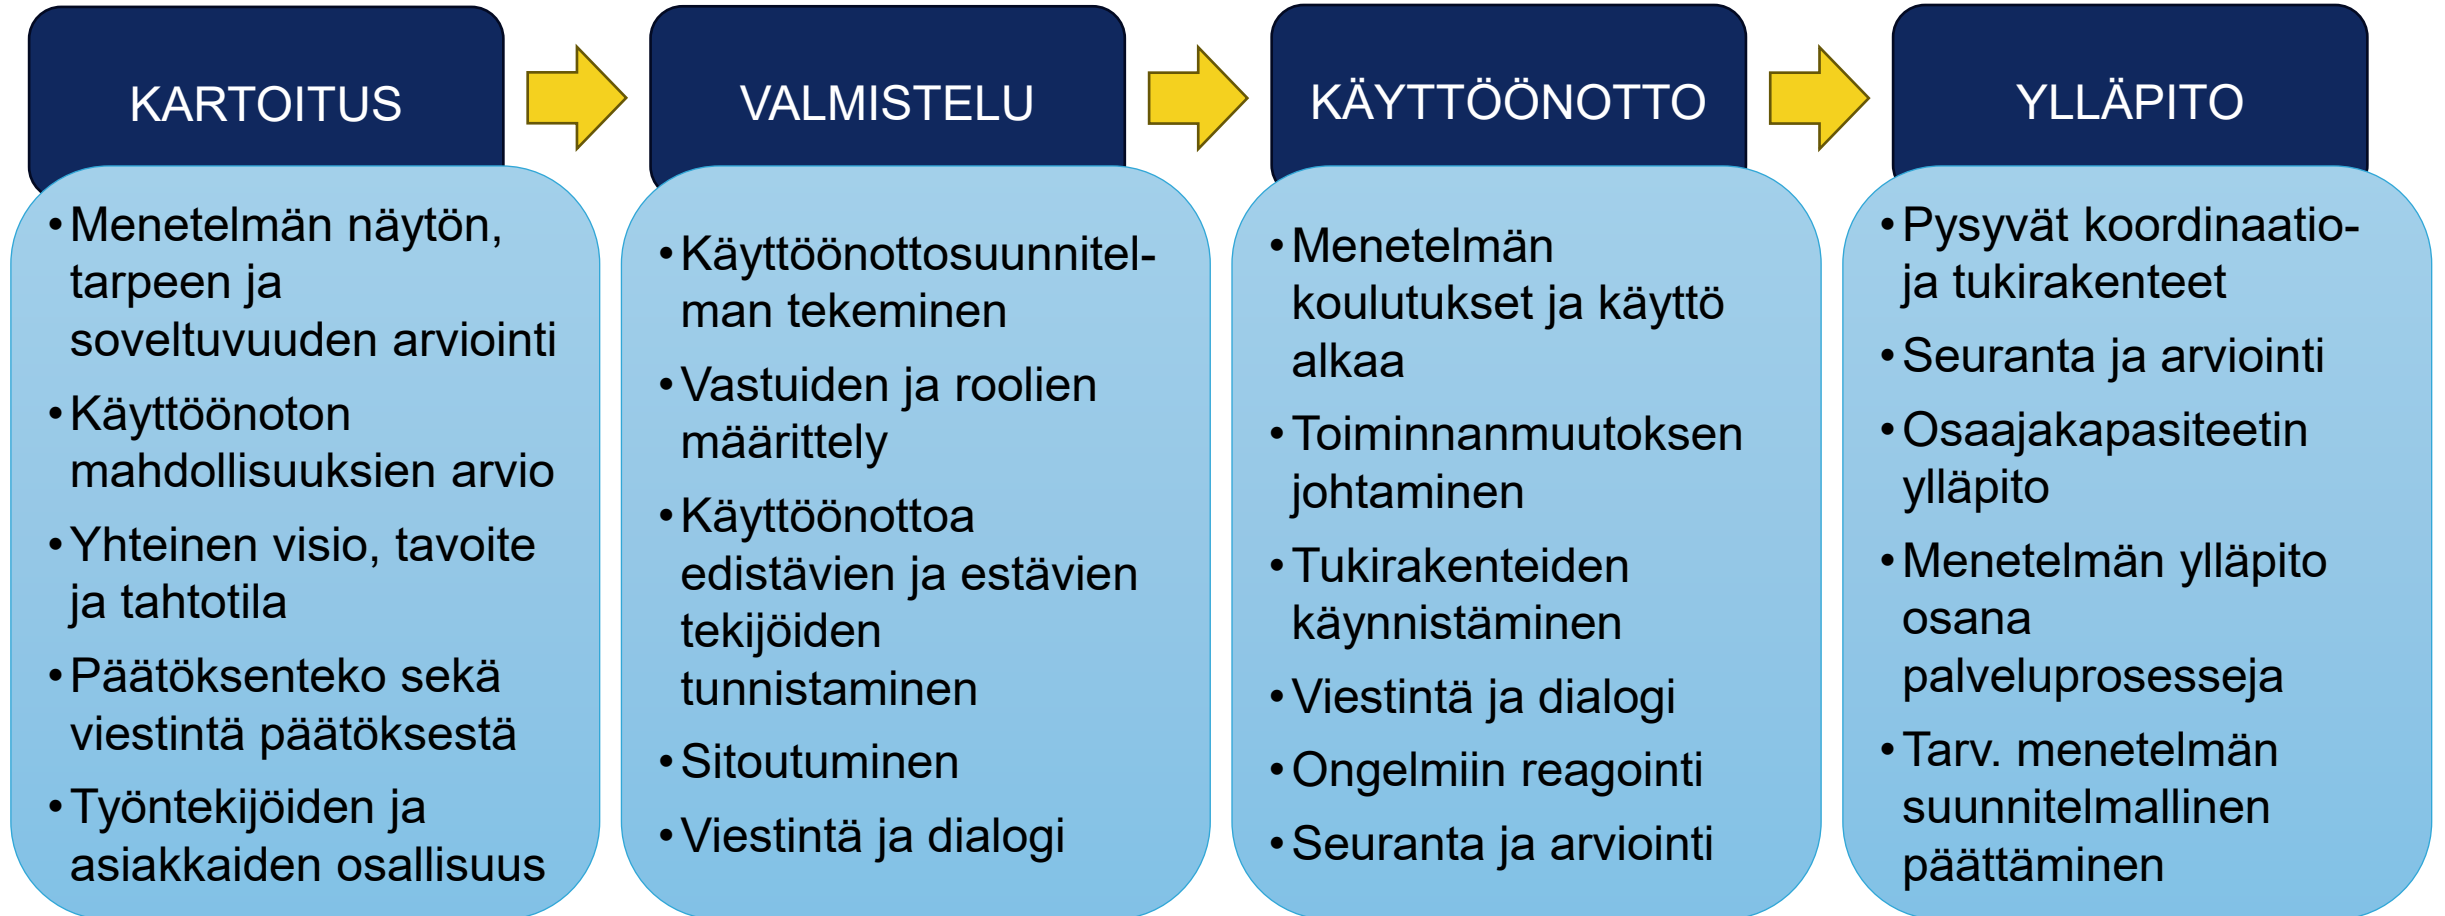 KARTOITUS
• Menetelmän näytön,
tarpeen ja
soveltuvuuden arviointi
• Käyttöönoton
mahdollisuuksien arvio
• Yhteinen visio, tavoite
ja tahtotila
• Päätöksenteko sekä
viestintä päätöksestä
• Työntekijöiden ja
asiakkaiden osallisuus
VALMISTELU
• Käyttöönottosuunnitel-
man tekeminen
• Vastuiden ja roolien
määrittely
• Käyttöönottoa
edistävien ja estävien
tekijöiden
tunnistaminen
• Sitoutuminen
• Viestintä ja dialogi
KÄYTTÖÖNOTTO
• Menetelmän
koulutukset ja käyttö
alkaa
• Toiminnanmuutoksen
johtaminen
• Tukirakenteiden
käynnistäminen
• Viestintä ja dialogi
• Ongelmiin reagointi
• Seuranta ja arviointi
YLLÄPITO
• Pysyvät koordinaatio-
ja tukirakenteet
• Seuranta ja arviointi
• Osaajakapasiteetin
ylläpito
• Menetelmän ylläpito
osana
palveluprosesseja
• Tarv. menetelmän
suunnitelmallinen
päättäminen